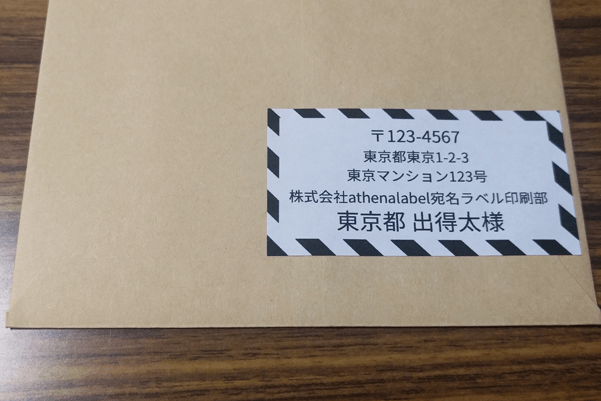 〒123-4567
東京都東京1-2-3
東京マンション123号
株式会社athenalabel宛名ラベル印刷部
東京都 出得太様